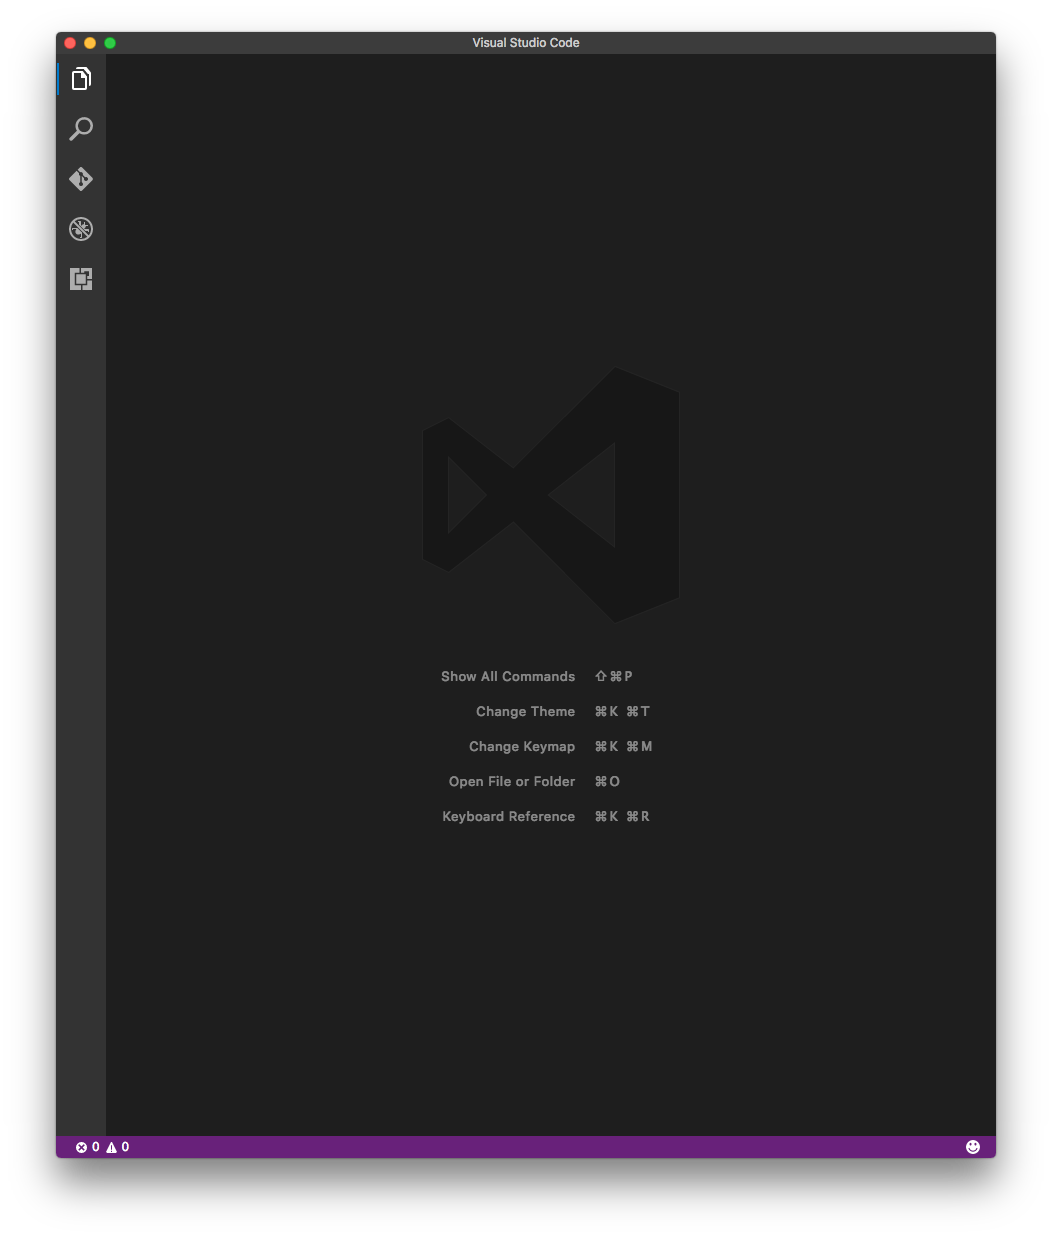 Visual Studio Code
Show All Commands ⇧⌘P
Change Theme ⌘K ⌘T
Change Keymap ⌘K ⌘M
Open File or Folder ⌘O
Keyboard Reference ⌘K ⌘R
0 0